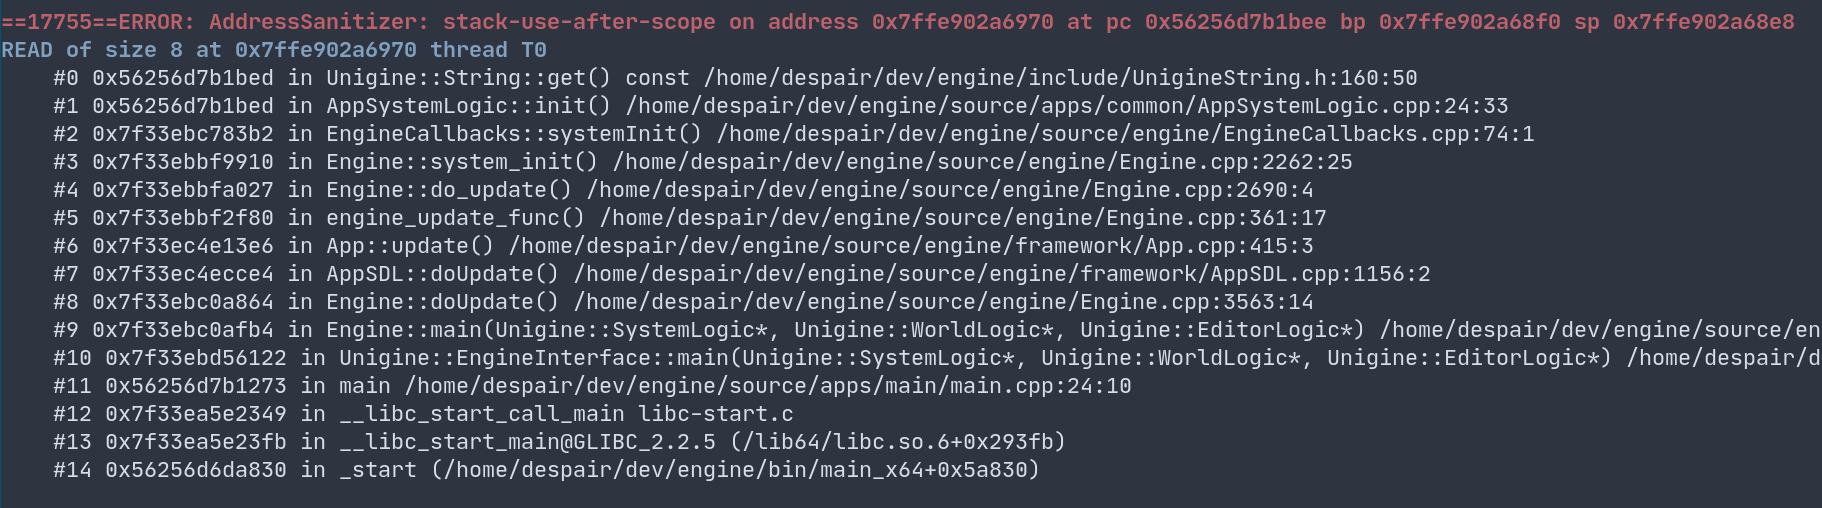 ==17755==ERROR: AddressSanitizer: stack-use-after-scope on address 0x7ffe902a6970 at pc 0x56256d7b1bee bp 0x7ffe902a68f0 sp 0x7ffe902a68e8
READ of size 8 at 0x7ffe902a6970 thread T0
    #0 0x56256d7b1bed in Unigine::String::get() const /home/despair/dev/engine/include/UnigineString.h:160:50
    #1 0x56256d7b1bed in AppSystemLogic::init() /home/despair/dev/engine/source/apps/common/AppSystemLogic.cpp:24:33
    #2 0x7f33ebc783b2 in EngineCallbacks::systemInit() /home/despair/dev/engine/source/engine/EngineCallbacks.cpp:74:1
    #3 0x7f33ebbf9910 in Engine::system_init() /home/despair/dev/engine/source/engine/Engine.cpp:2262:25
    #4 0x7f33ebbfa027 in Engine::do_update() /home/despair/dev/engine/source/engine/Engine.cpp:2690:4
    #5 0x7f33ebbf2f80 in engine_update_func() /home/despair/dev/engine/source/engine/Engine.cpp:361:17
    #6 0x7f33ec4e13e6 in App::update() /home/despair/dev/engine/source/engine/framework/App.cpp:415:3
    #7 0x7f33ec4ecce4 in AppSDL::doUpdate() /home/despair/dev/engine/source/engine/framework/AppSDL.cpp:1156:2
    #8 0x7f33ebc0a864 in Engine::doUpdate() /home/despair/dev/engine/source/engine/Engine.cpp:3563:14
    #9 0x7f33ebc0afb4 in Engine::main(Unigine::SystemLogic*, Unigine::WorldLogic*, Unigine::EditorLogic*) /home/despair/dev/engine/source/en
    #10 0x7f33ebd56122 in Unigine::EngineInterface::main(Unigine::SystemLogic*, Unigine::WorldLogic*, Unigine::EditorLogic*) /home/despair/d
    #11 0x56256d7b1273 in main /home/despair/dev/engine/source/apps/main/main.cpp:24:10
    #12 0x7f33ea5e2349 in __libc_start_call_main libc-start.c
    #13 0x7f33ea5e23fb in __libc_start_main@GLIBC_2.2.5 (/lib64/libc.so.6+0x293fb)
    #14 0x56256d6da830 in _start (/home/despair/dev/engine/bin/main_x64+0x5a830)